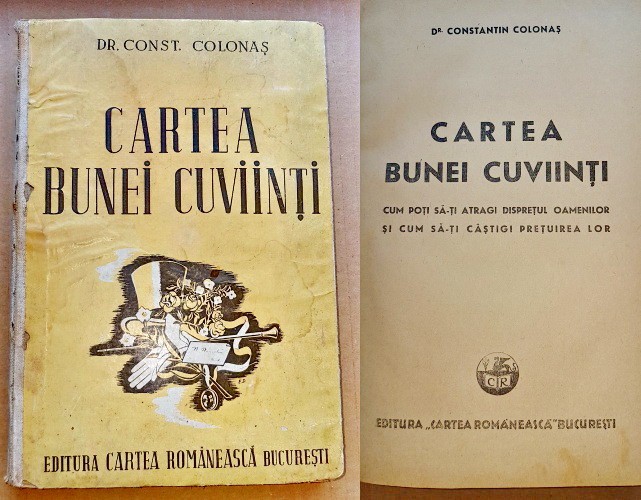 DR. CONST. COLONAȘ
CARTEA
BUNEI CUVIINȚI
EDITURA CARTEA ROMÂNEASCĂ BUCUREȘTI
DR. CONSTANTIN COLONAȘ
CARTEA
BUNEI CUVIINȚI
CUM POȚI SĂ-ȚI ATRAGI DISPREȚUL OAMENILOR
ȘI CUM SĂ-ȚI CÂȘTIGI PREȚUIREA LOR
C R
EDITURA „CARTEA ROMÂNEASCĂ” BUCUREȘTI